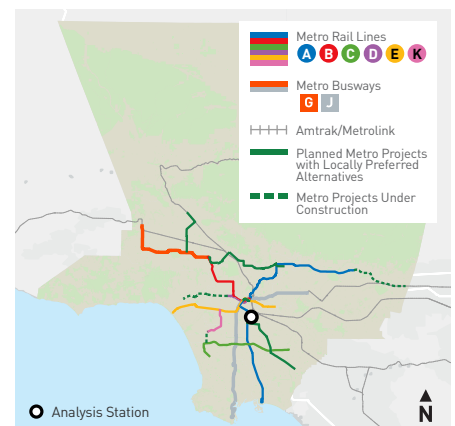 Metro Rail Lines
A B C D E K
Metro Busways
G J
Amtrak/Metrolink
Planned Metro Projects
with Locally Preferred
Alternatives
Metro Projects Under
Construction
Analysis Station
N